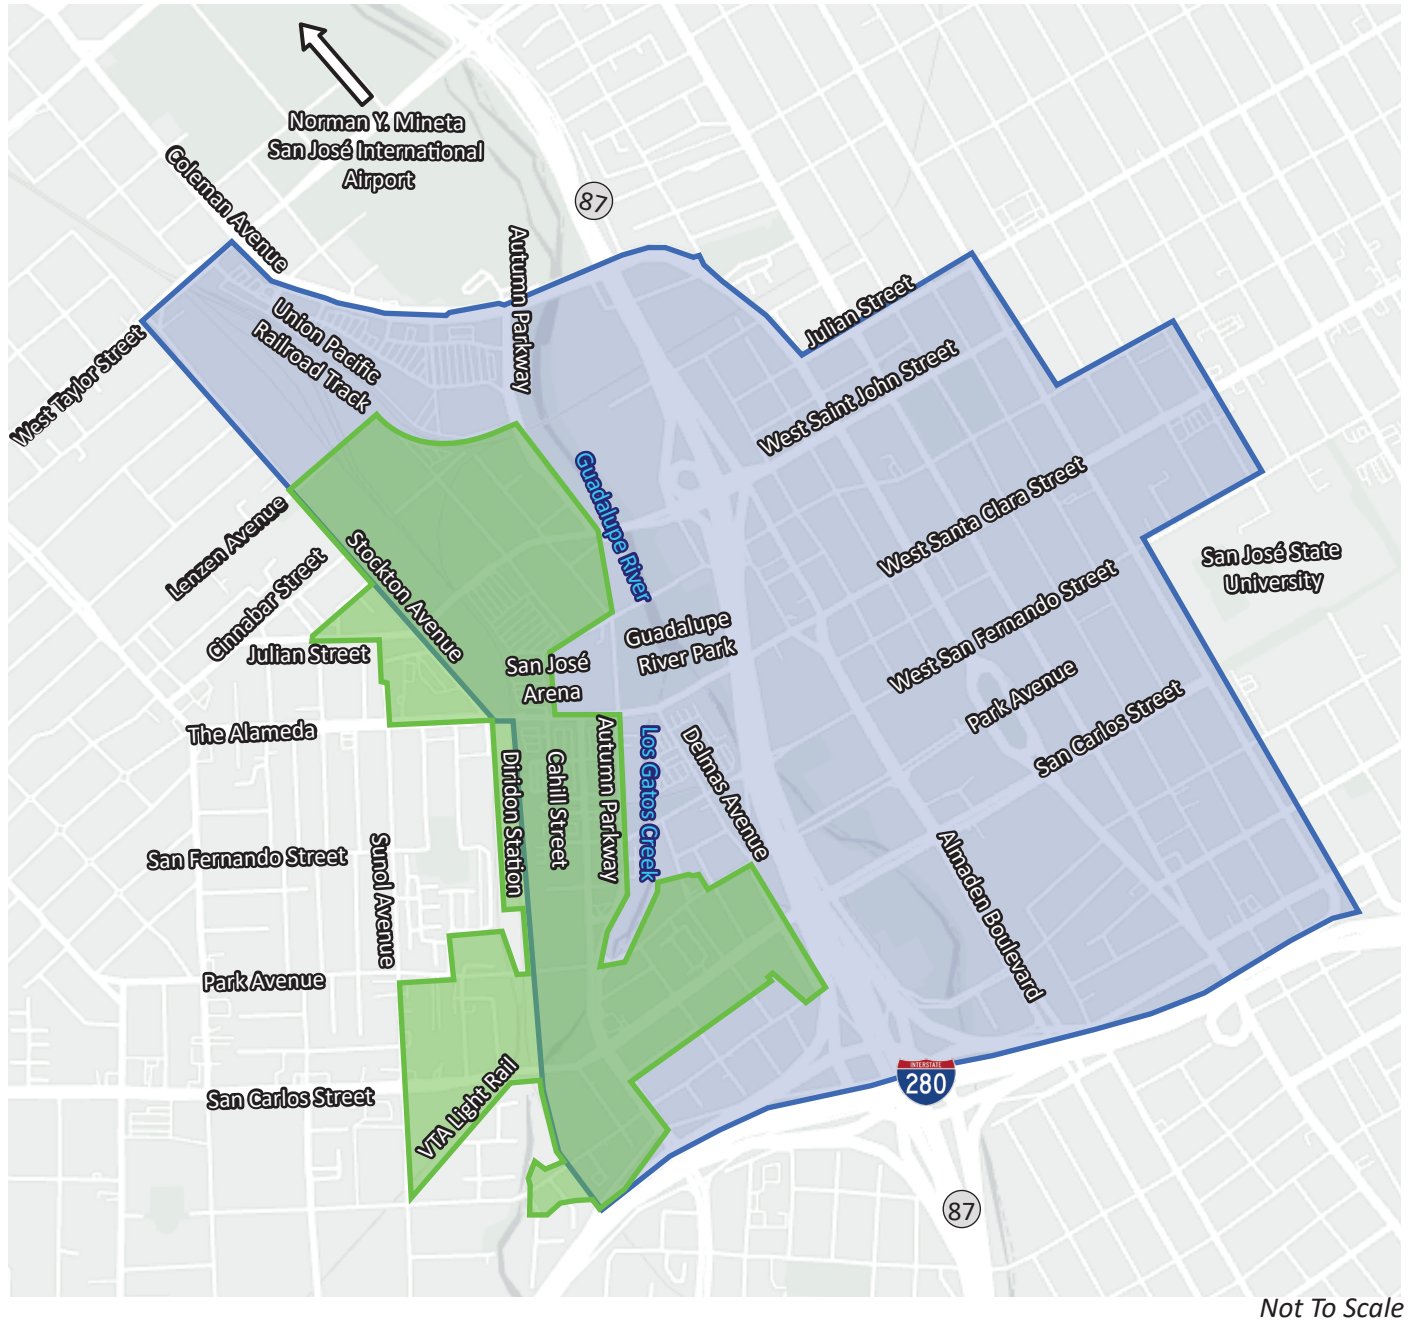 Norman Y. Mineta
San José International
Airport
87
Coleman Avenue
Autumn Parkway
Union Pacific
Railroad Track
Julian Street
West Taylor Street
West Saint John Street
Guadalupe River
West Santa Clara Street
Lenzen Avenue
San José State
University
Stockton Avenue
Cinnabar Street
West San Fernando Street
Guadalupe
River Park
Julian Street
San José
Arena
Park Avenue
San Carlos Street
The Alameda
Diridon Station
Cahill Street
Autumn Parkway
Los Gatos Creek
Delmas Avenue
San Fernando Street
Sunol Avenue
Almaden Boulevard
Park Avenue
INTERSTATE
280
San Carlos Street
VTA Light Rail
87
Not To Scale